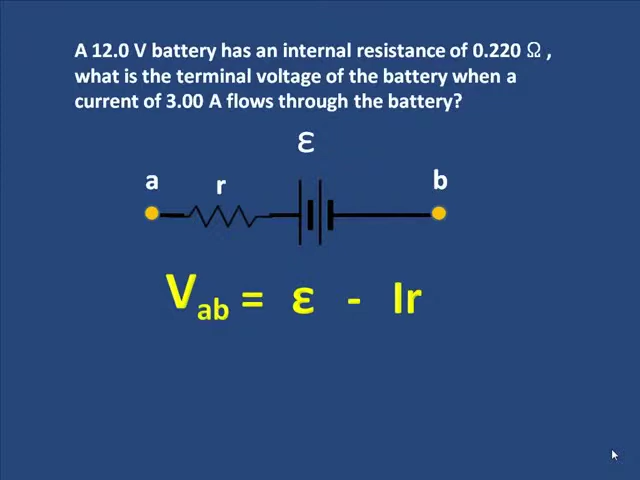 A 12.0 V battery has an internal resistance of 0.220 Ω ,
what is the terminal voltage of the battery when a
current of 3.00 A flows through the battery?
ε
a r b
Vab = ε - Ir